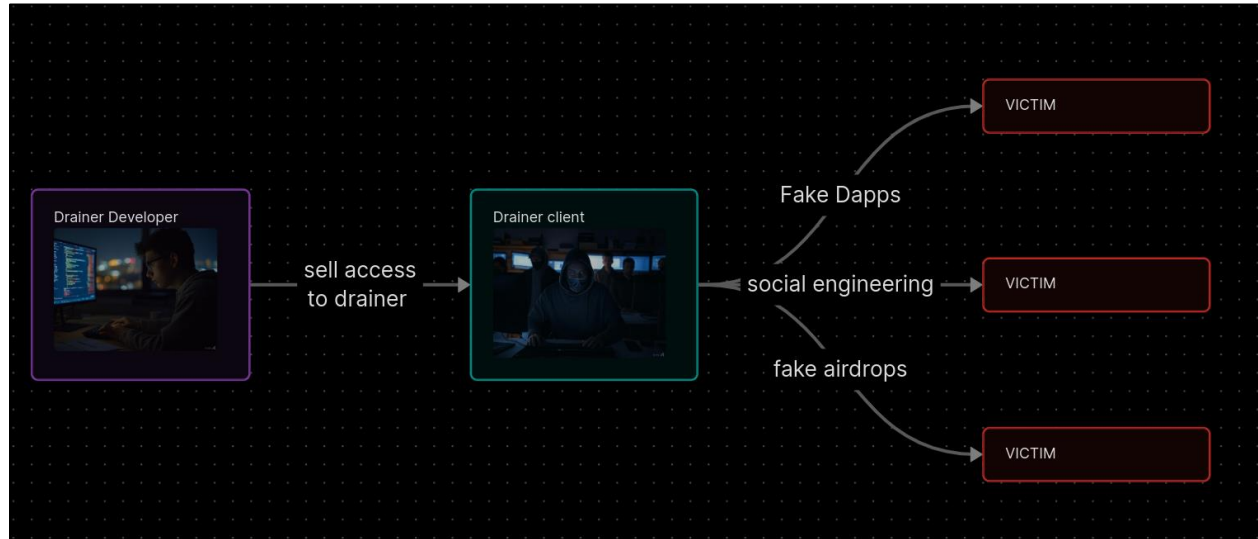 Drainer Developer
sell access
to drainer
Drainer client
Fake Dapps
social engineering
fake airdrops
VICTIM
VICTIM
VICTIM